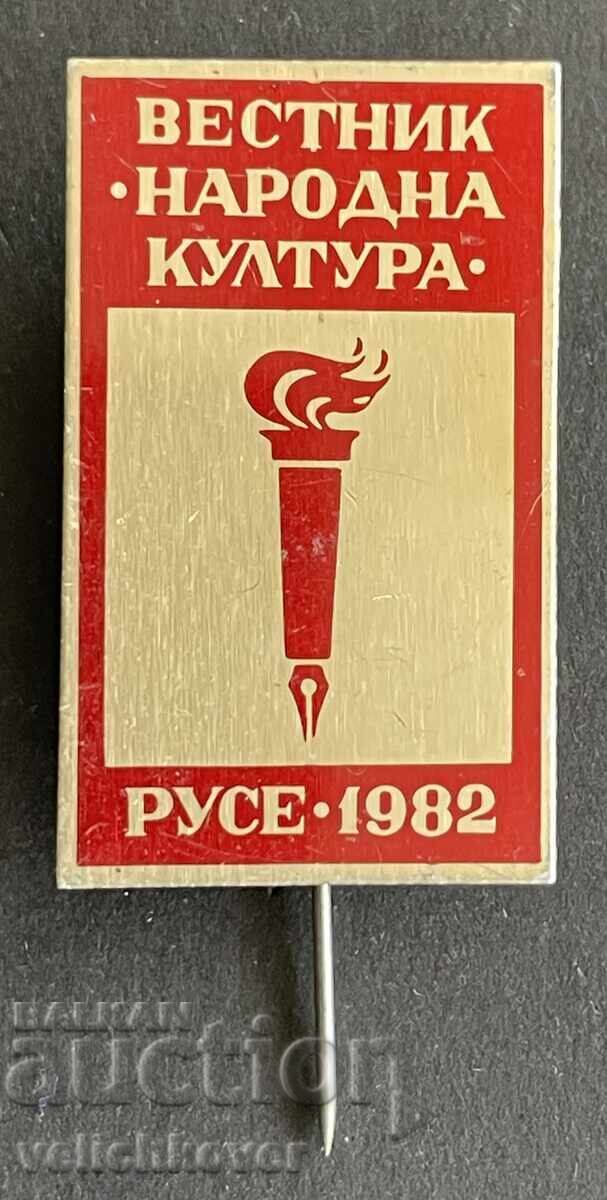 ВЕСТНИК
•НАРОДНА
КУЛТУРА•
РУСЕ•1982
BALKAN
auction
velichkover